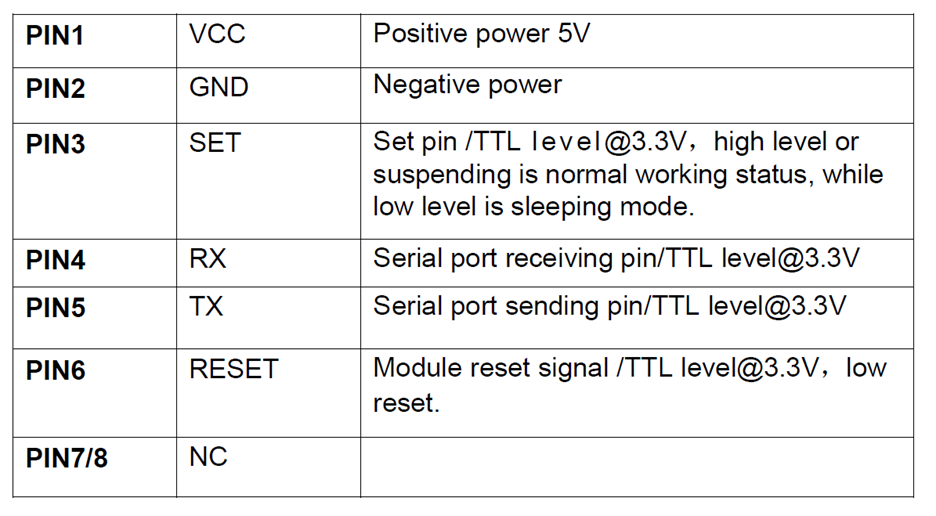 PIN1 VCC Positive power 5V
PIN2 GND Negative power
PIN3 SET Set pin /TTL level@3.3V，high level or
suspending is normal working status, while
low level is sleeping mode.
PIN4 RX Serial port receiving pin/TTL level@3.3V
PIN5 TX Serial port sending pin/TTL level@3.3V
PIN6 RESET Module reset signal /TTL level@3.3V，low
reset.
PIN7/8 NC